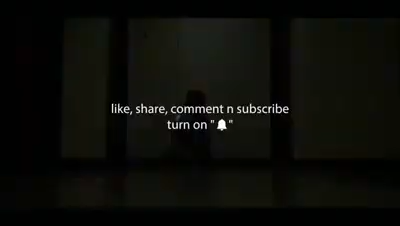 like, share, comment n subscribe
turn on "🔔"